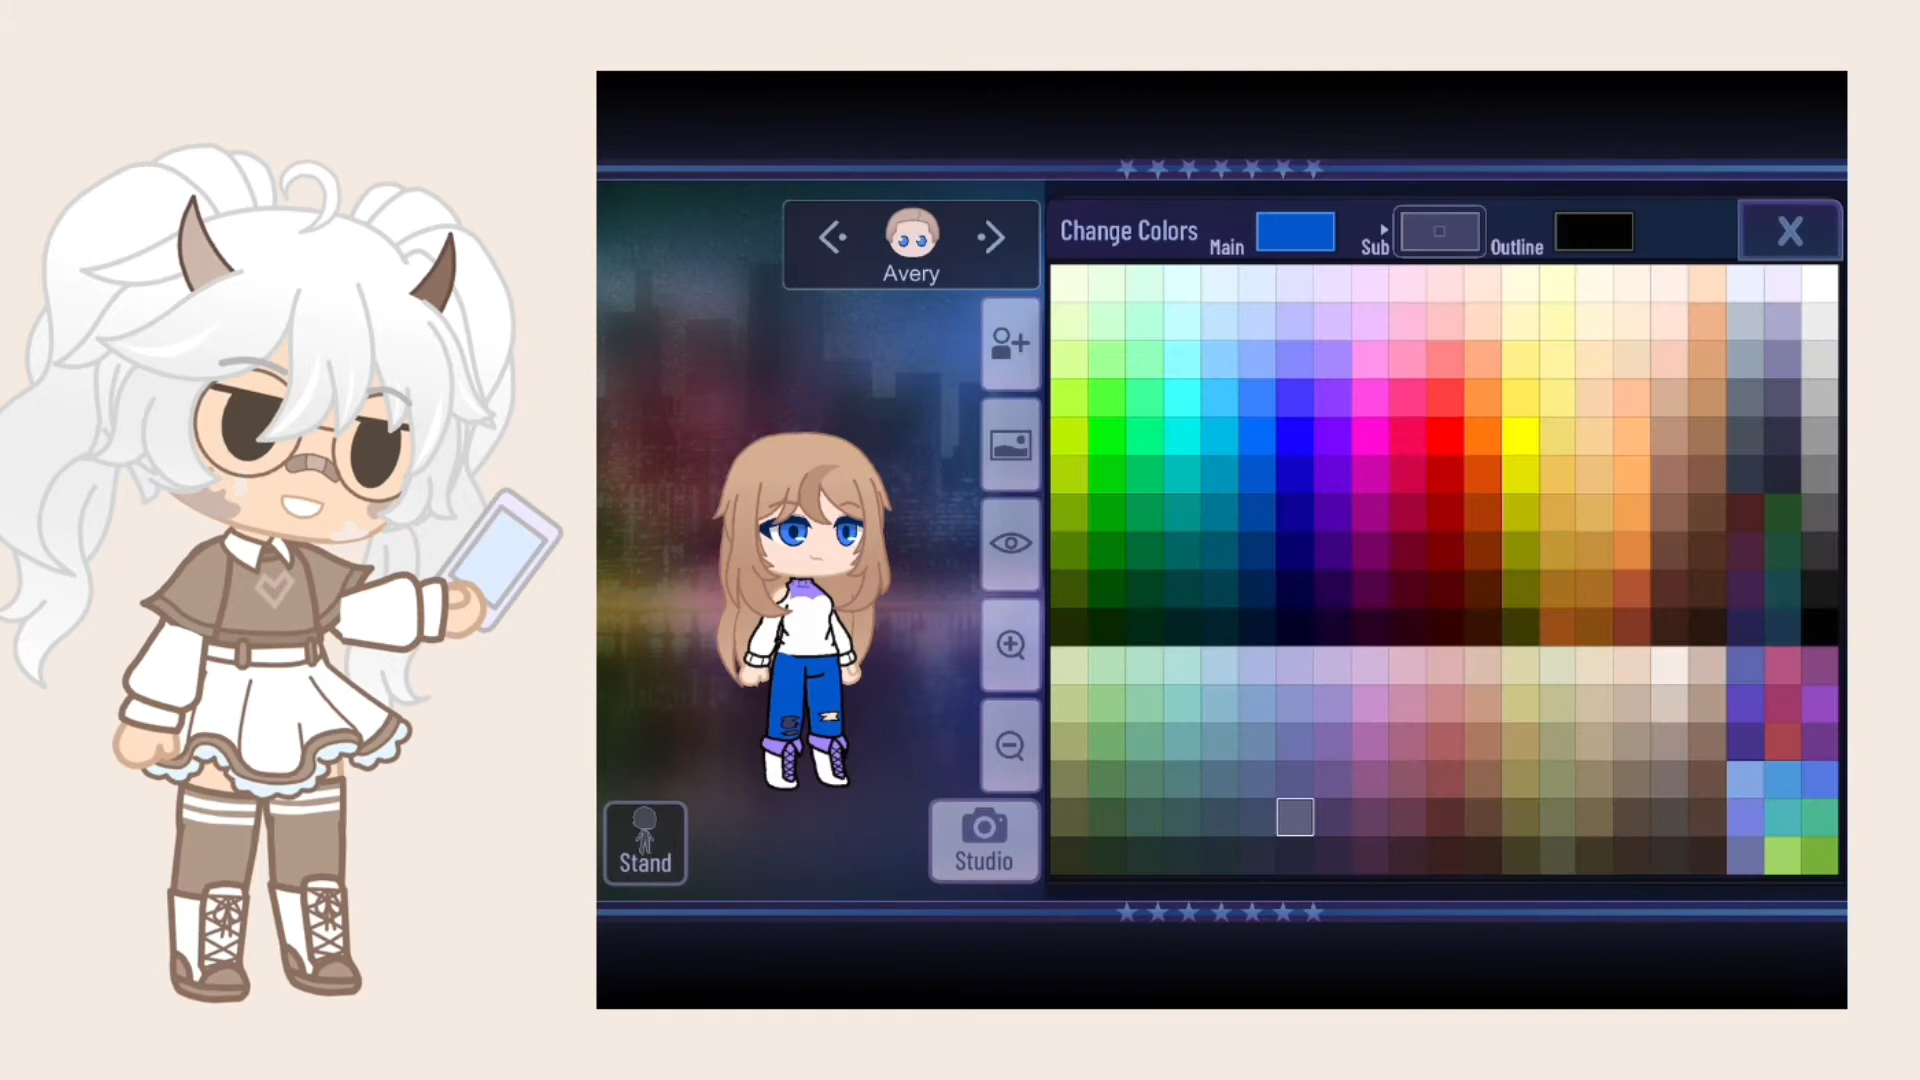 Avery
Change Colors
Main
Sub
Outline
X
Stand
Studio